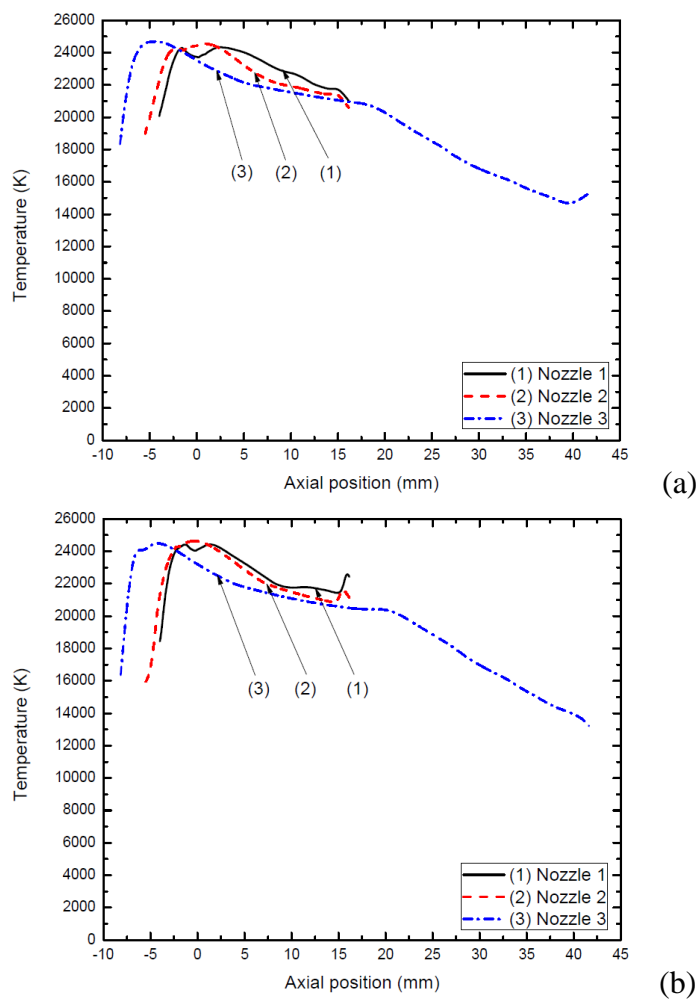 26000
24000
22000
20000
18000
16000
14000
12000
10000
8000
6000
4000
2000
0
Temperature (K)
(3) (2) (1)
(1) Nozzle 1
(2) Nozzle 2
(3) Nozzle 3
-10 -5 0 5 10 15 20 25 30 35 40 45
Axial position (mm)
(a)
26000
24000
22000
20000
18000
16000
14000
12000
10000
8000
6000
4000
2000
0
Temperature (K)
(3) (2) (1)
(1) Nozzle 1
(2) Nozzle 2
(3) Nozzle 3
-10 -5 0 5 10 15 20 25 30 35 40 45
Axial position (mm)
(b)